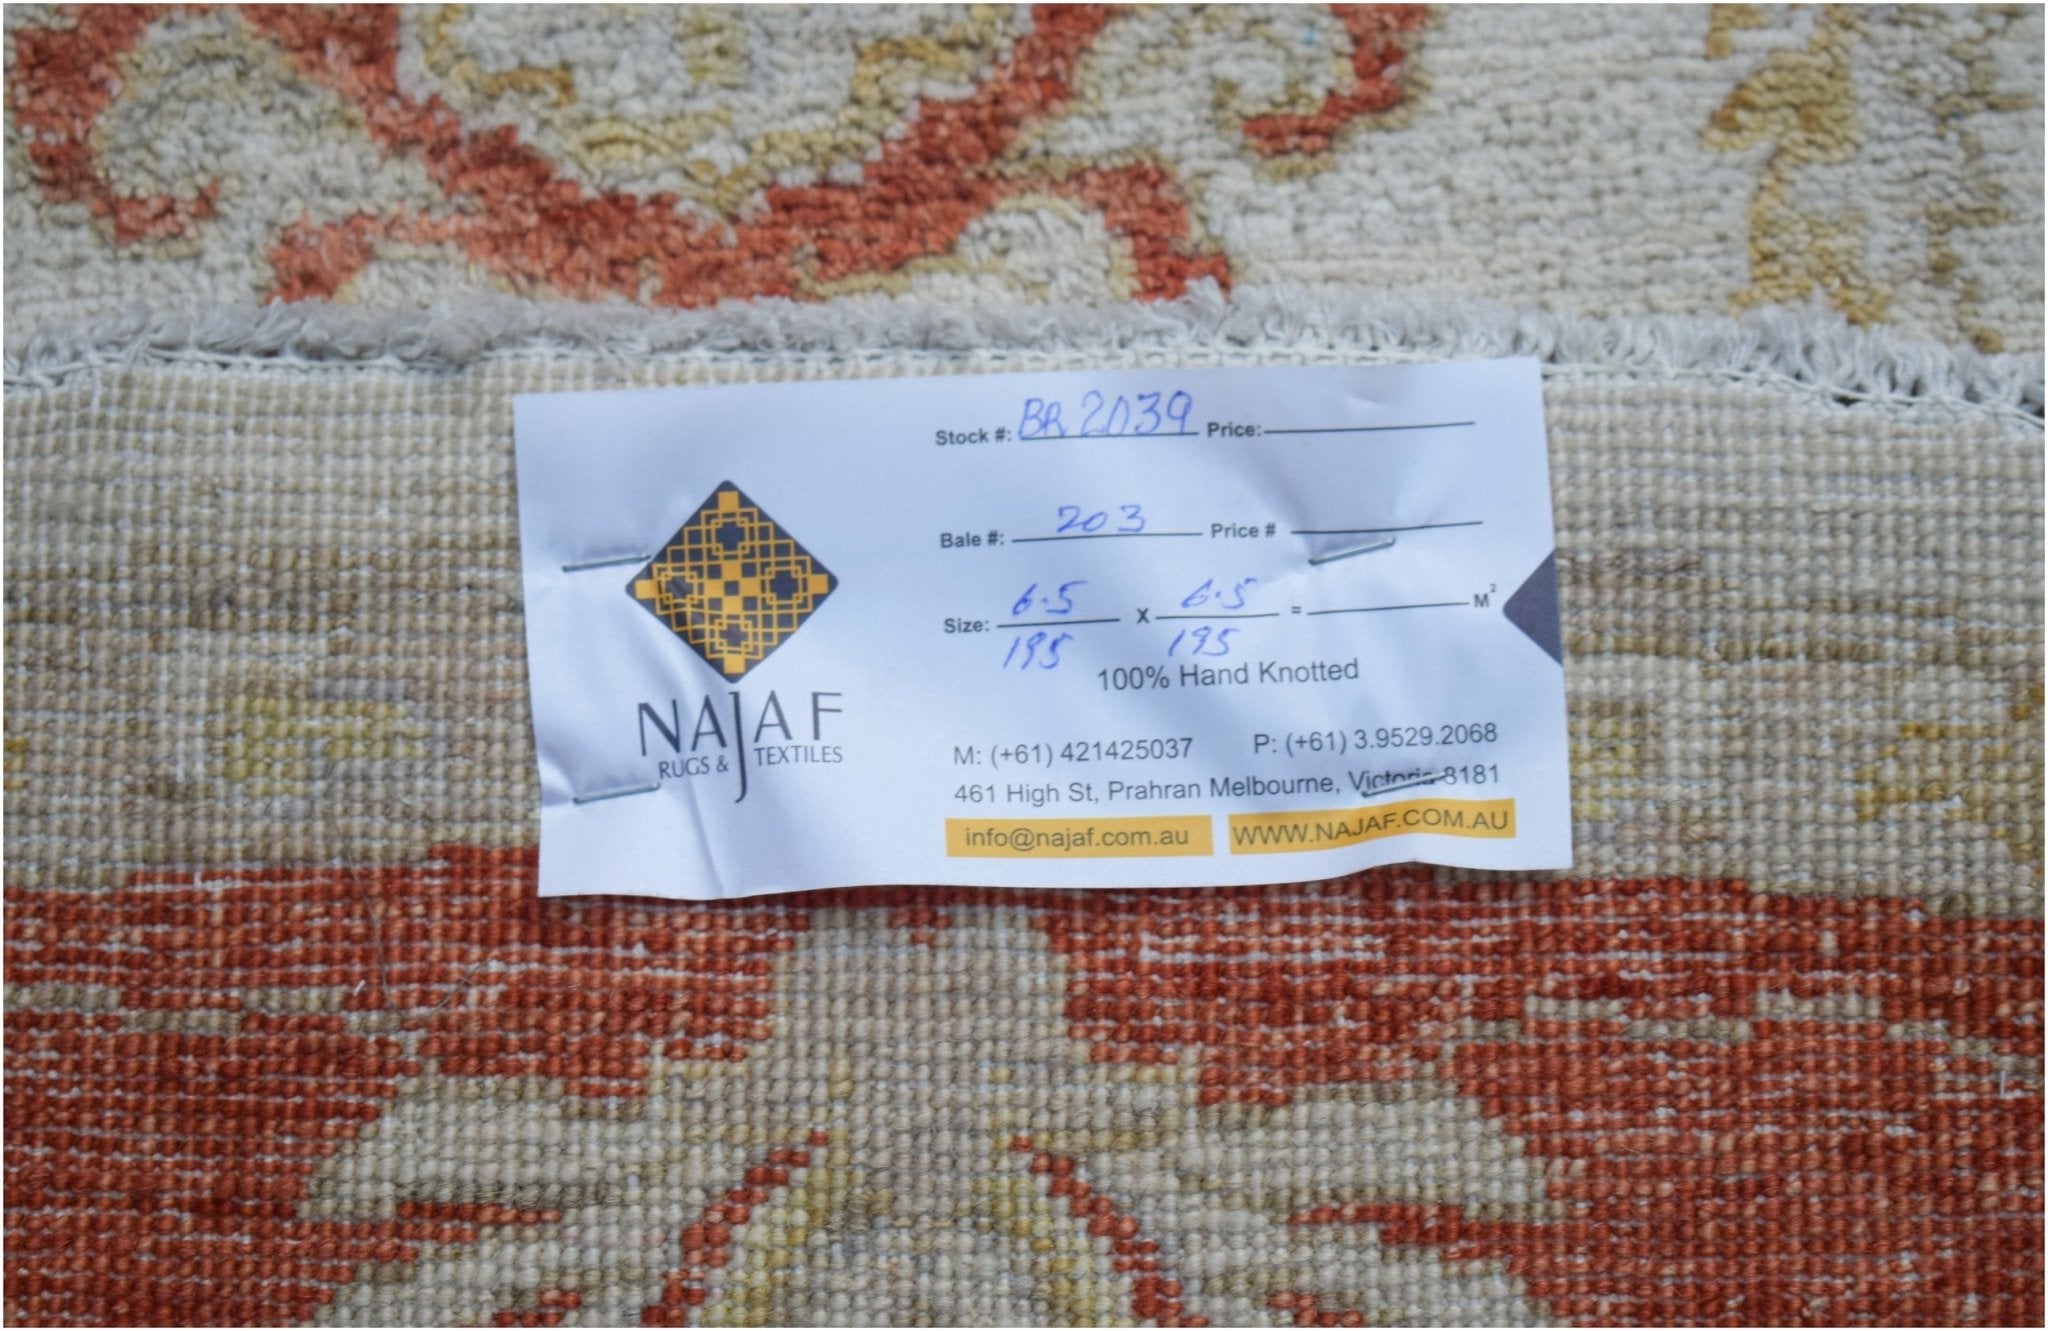 Stock #: BR 2039 Price:
Bale #: 203 Price #
Size: 6.5 X 6.5 = M²
195 195
100% Hand Knotted
NAJAF
RUGS & TEXTILES
M: (+61) 421425037 P: (+61) 3.9529.2068
461 High St, Prahran Melbourne, Victoria 8181
info@najaf.com.au WWW.NAJAF.COM.AU